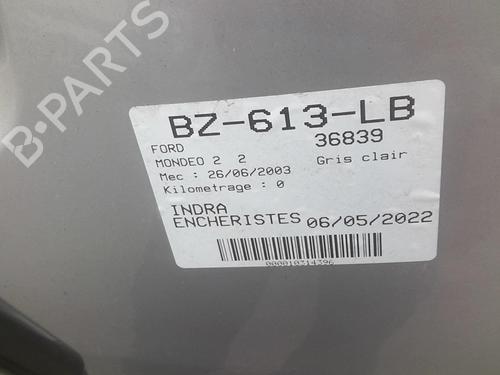 B-PARTS
BZ-613-LB
FORD 36839
MONDEO 2 2 Gris clair
Mec : 26/06/2003
Kilometrage : 0
INDRA
ENCHERISTES 06/05/2022
000010314396